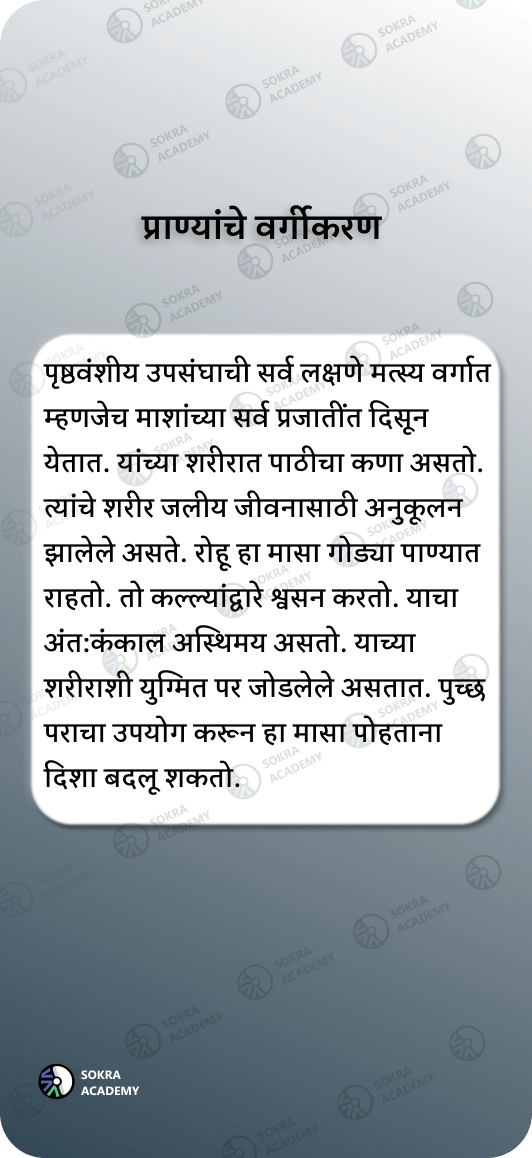 प्राण्यांचे वर्गीकरण
पृष्ठवंशीय उपसंघाची सर्व लक्षणे मत्स्य वर्गात
म्हणजेच माशांच्या सर्व प्रजातींत दिसून
येतात. यांच्या शरीरात पाठीचा कणा असतो.
त्यांचे शरीर जलीय जीवनासाठी अनुकूलन
झालेले असते. रोहू हा मासा गोड्या पाण्यात
राहतो. तो कल्ल्यांद्वारे श्वसन करतो. याचा
अंत:कंकाल अस्थिमय असतो. याच्या
शरीराशी युग्मित पर जोडलेले असतात. पुच्छ
पराचा उपयोग करून हा मासा पोहताना
दिशा बदलू शकतो.
SOKRA
ACADEMY